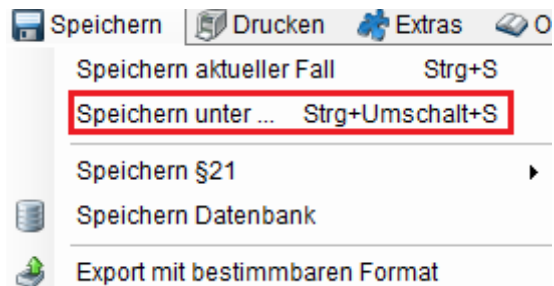 Speichern Drucken Extras O
Speichern aktueller Fall Strg+S
Speichern unter ... Strg+Umschalt+S
Speichern §21
Speichern Datenbank
Export mit bestimmbaren Format